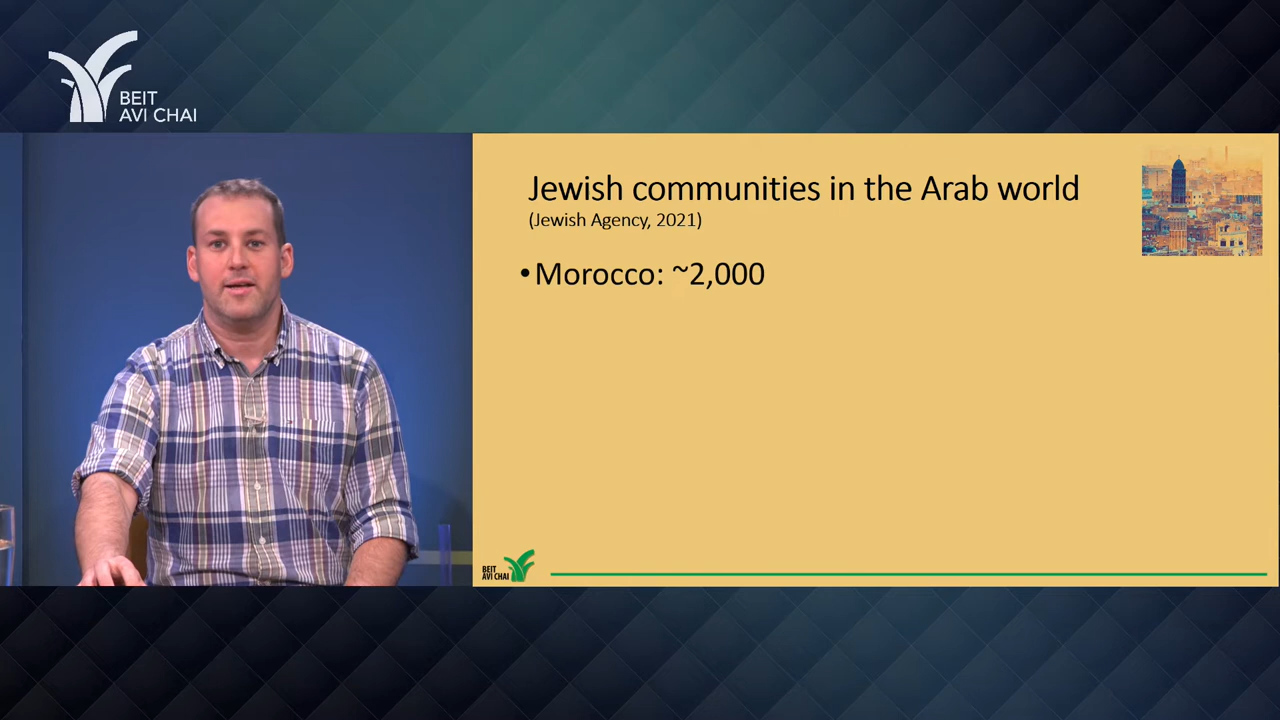 BEIT
AVI CHAI
Jewish communities in the Arab world
(Jewish Agency, 2021)
•Morocco: ~2,000
BEIT
AVI CHAI